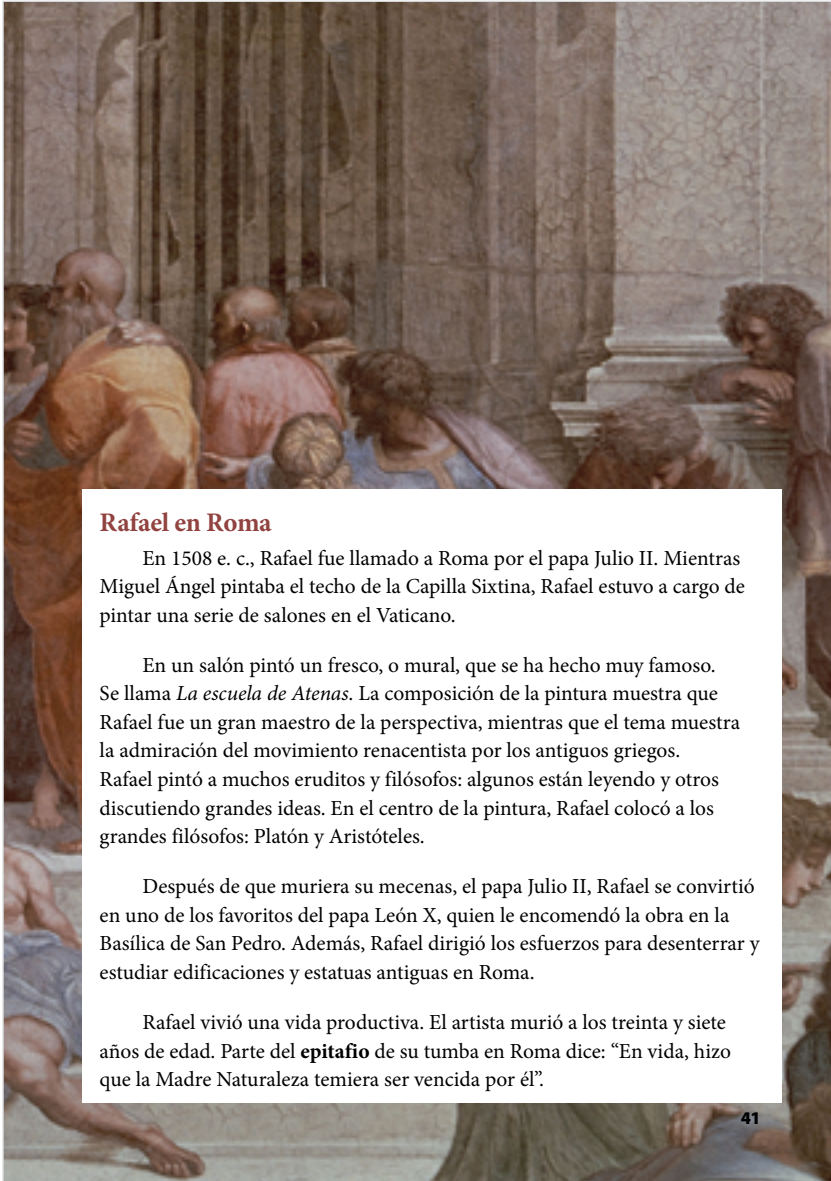 Rafael en Roma
En 1508 e. c., Rafael fue llamado a Roma por el papa Julio II. Mientras
Miguel Ángel pintaba el techo de la Capilla Sixtina, Rafael estuvo a cargo de
pintar una serie de salones en el Vaticano.
En un salón pintó un fresco, o mural, que se ha hecho muy famoso.
Se llama La escuela de Atenas. La composición de la pintura muestra que
Rafael fue un gran maestro de la perspectiva, mientras que el tema muestra
la admiración del movimiento renacentista por los antiguos griegos.
Rafael pintó a muchos eruditos y filósofos: algunos están leyendo y otros
discutiendo grandes ideas. En el centro de la pintura, Rafael colocó a los
grandes filósofos: Platón y Aristóteles.
Después de que muriera su mecenas, el papa Julio II, Rafael se convirtió
en uno de los favoritos del papa León X, quien le encomendó la obra en la
Basílica de San Pedro. Además, Rafael dirigió los esfuerzos para desenterrar y
estudiar edificaciones y estatuas antiguas en Roma.
Rafael vivió una vida productiva. El artista murió a los treinta y siete
años de edad. Parte del epitafio de su tumba en Roma dice: “En vida, hizo
que la Madre Naturaleza temiera ser vencida por él”.
41